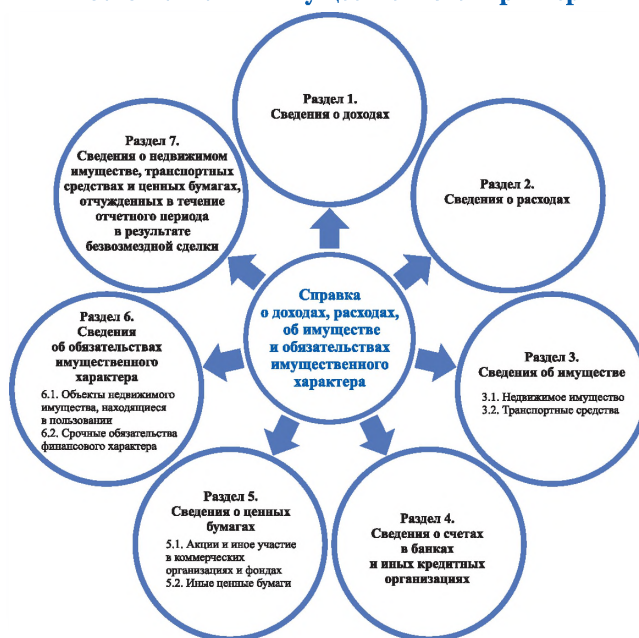 Раздел 1.
Сведения о доходах
Раздел 2.
Сведения о расходах
Раздел 3.
Сведения об имуществе
3.1. Недвижимое имущество
3.2. Транспортные средства
Раздел 4.
Сведения о счетах
в банках
и иных кредитных
организациях
Раздел 5.
Сведения о ценных
бумагах
5.1. Акции и иное участие
в коммерческих
организациях и фондах
5.2. Иные ценные бумаги
Раздел 6.
Сведения
об обязательствах
имущественного
характера
6.1. Объекты недвижимого
имущества, находящиеся
в пользовании
6.2. Срочные обязательства
финансового характера
Раздел 7.
Сведения о недвижимом
имуществе, транспортных
средствах и ценных бумагах,
отчужденных в течение
отчетного периода
в результате
безвозмездной сделки
Справка
о доходах, расходах,
об имуществе
и обязательствах
имущественного
характера